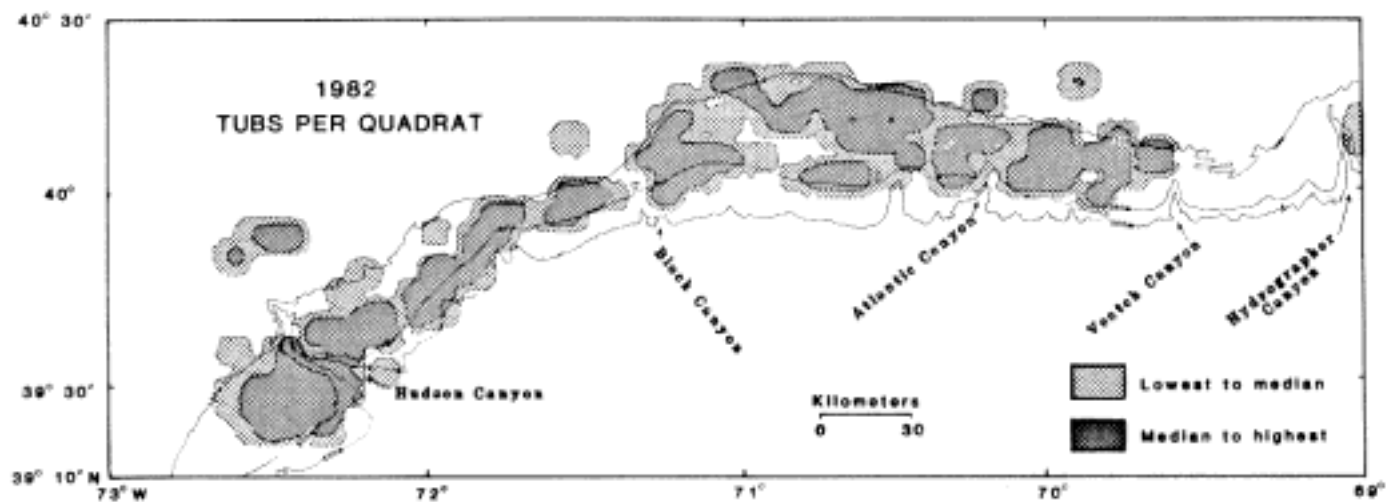 40° 30'
1982
TUBS PER QUADRAT
40°
Block Canyon
Atlantic Canyon
Veatch Canyon
Hydrographer
Canyon
39° 30'
Hudson Canyon
Kilometers
0 30
Lowest to median
Median to highest
39° 10'N
73°W
72°
71°
70°
69°